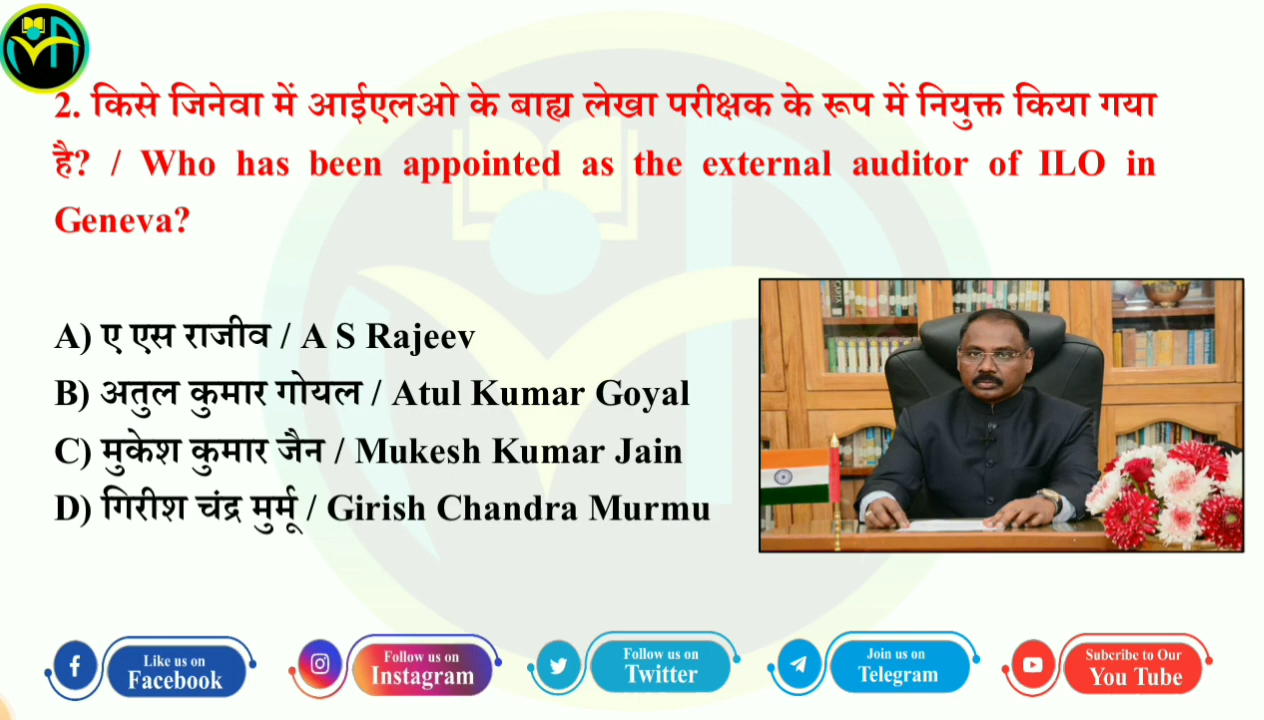 2. किसे जिनेवा में आईएलओ के बाह्य लेखा परीक्षक के रूप में नियुक्त किया गया
है? / Who has been appointed as the external auditor of ILO in
Geneva?
A) ए एस राजीव / A S Rajeev
B) अतुल कुमार गोयल / Atul Kumar Goyal
C) मुकेश कुमार जैन / Mukesh Kumar Jain
D) गिरीश चंद्र मुर्मू / Girish Chandra Murmu
Like us on
Facebook
Follow us on
Instagram
Follow us on
Twitter
Join us on
Telegram
Subcribe to Our
You Tube